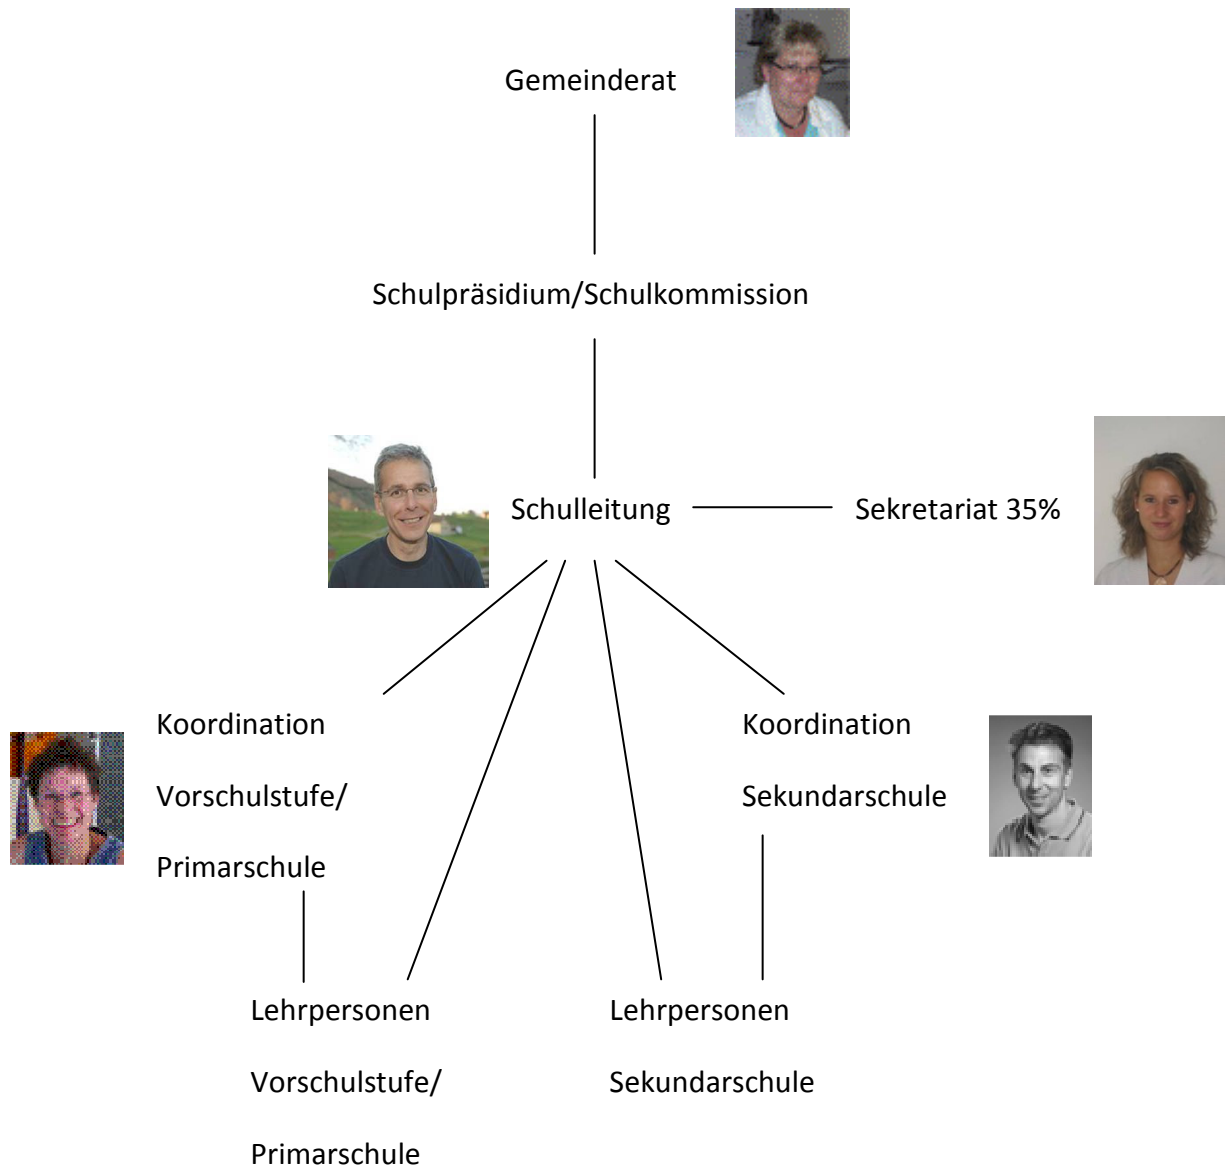 Gemeinderat
Schulpräsidium/Schulkommission
Schulleitung
Sekretariat 35%
Koordination
Vorschulstufe/
Primarschule
Koordination
Sekundarschule
Lehrpersonen
Vorschulstufe/
Primarschule
Lehrpersonen
Sekundarschule